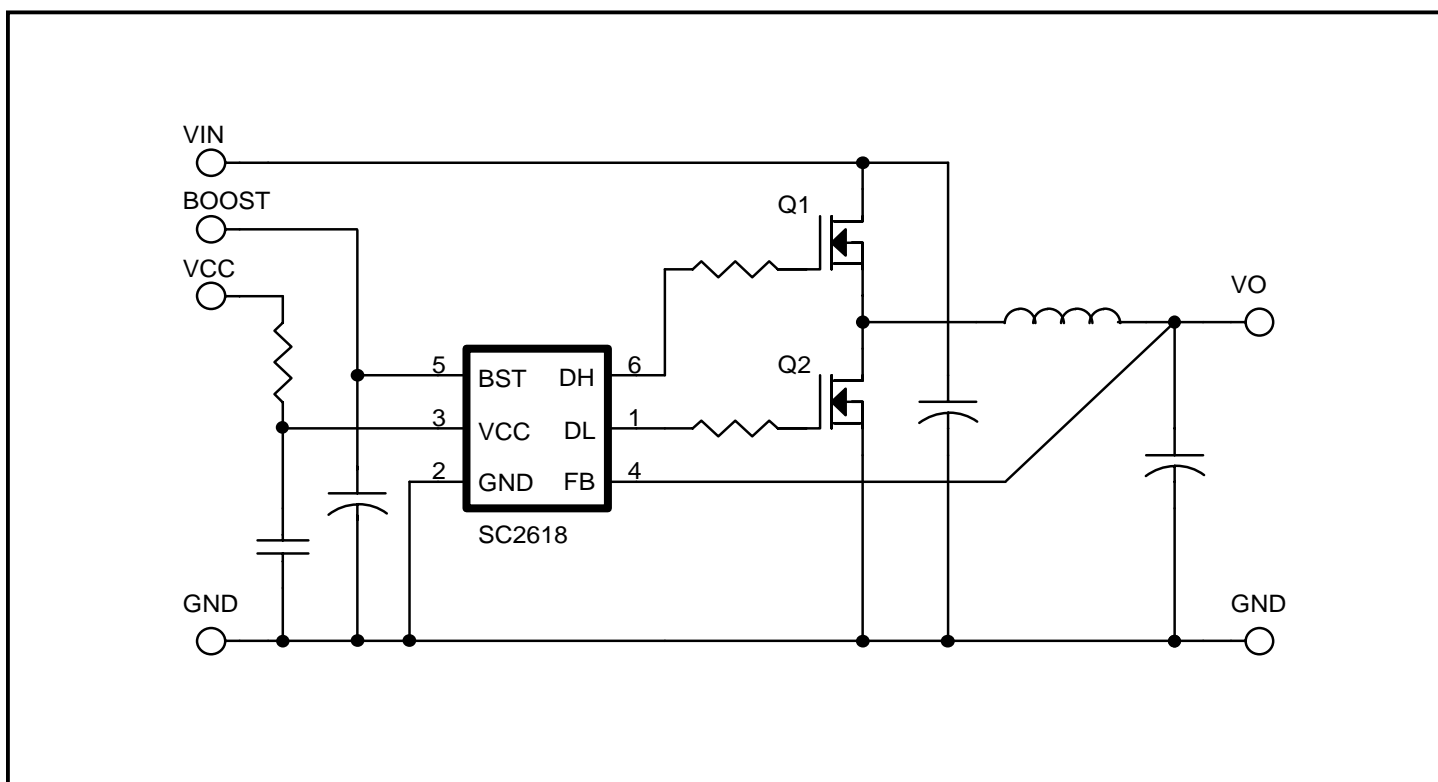 VIN
BOOST
VCC
Q1
VO
Q2
5 BST DH 6
3 VCC DL 1
2 GND FB 4
SC2618
GND
GND